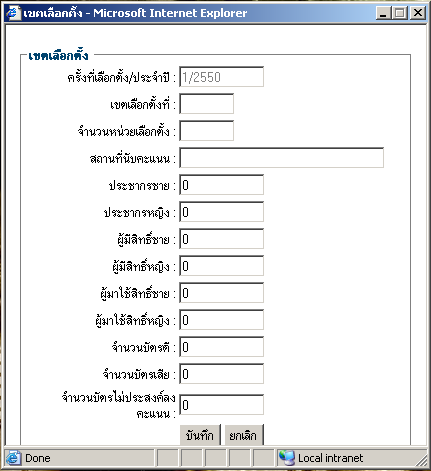 เขตเลือกตั้ง - Microsoft Internet Explorer
เขตเลือกตั้ง
ครั้งที่เลือกตั้ง/ประจำปี : 1/2550
เขตเลือกตั้งที่ :
จำนวนหน่วยเลือกตั้ง :
สถานที่นับคะแนน :
ประชากรชาย : 0
ประชากรหญิง : 0
ผู้มีสิทธิ์ชาย : 0
ผู้มีสิทธิ์หญิง : 0
ผู้มาใช้สิทธิ์ชาย : 0
ผู้มาใช้สิทธิ์หญิง : 0
จำนวนบัตรดี : 0
จำนวนบัตรเสีย : 0
จำนวนบัตรไม่ประสงค์ลง
คะแนน : 0
บันทึก ยกเลิก
Done Local intranet